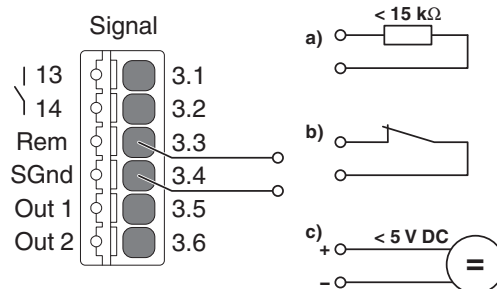 Signal
13 3.1
14 3.2
Rem 3.3
SGnd 3.4
Out 1 3.5
Out 2 3.6
a) < 15 kΩ
b)
c) < 5 V DC
+
=
–